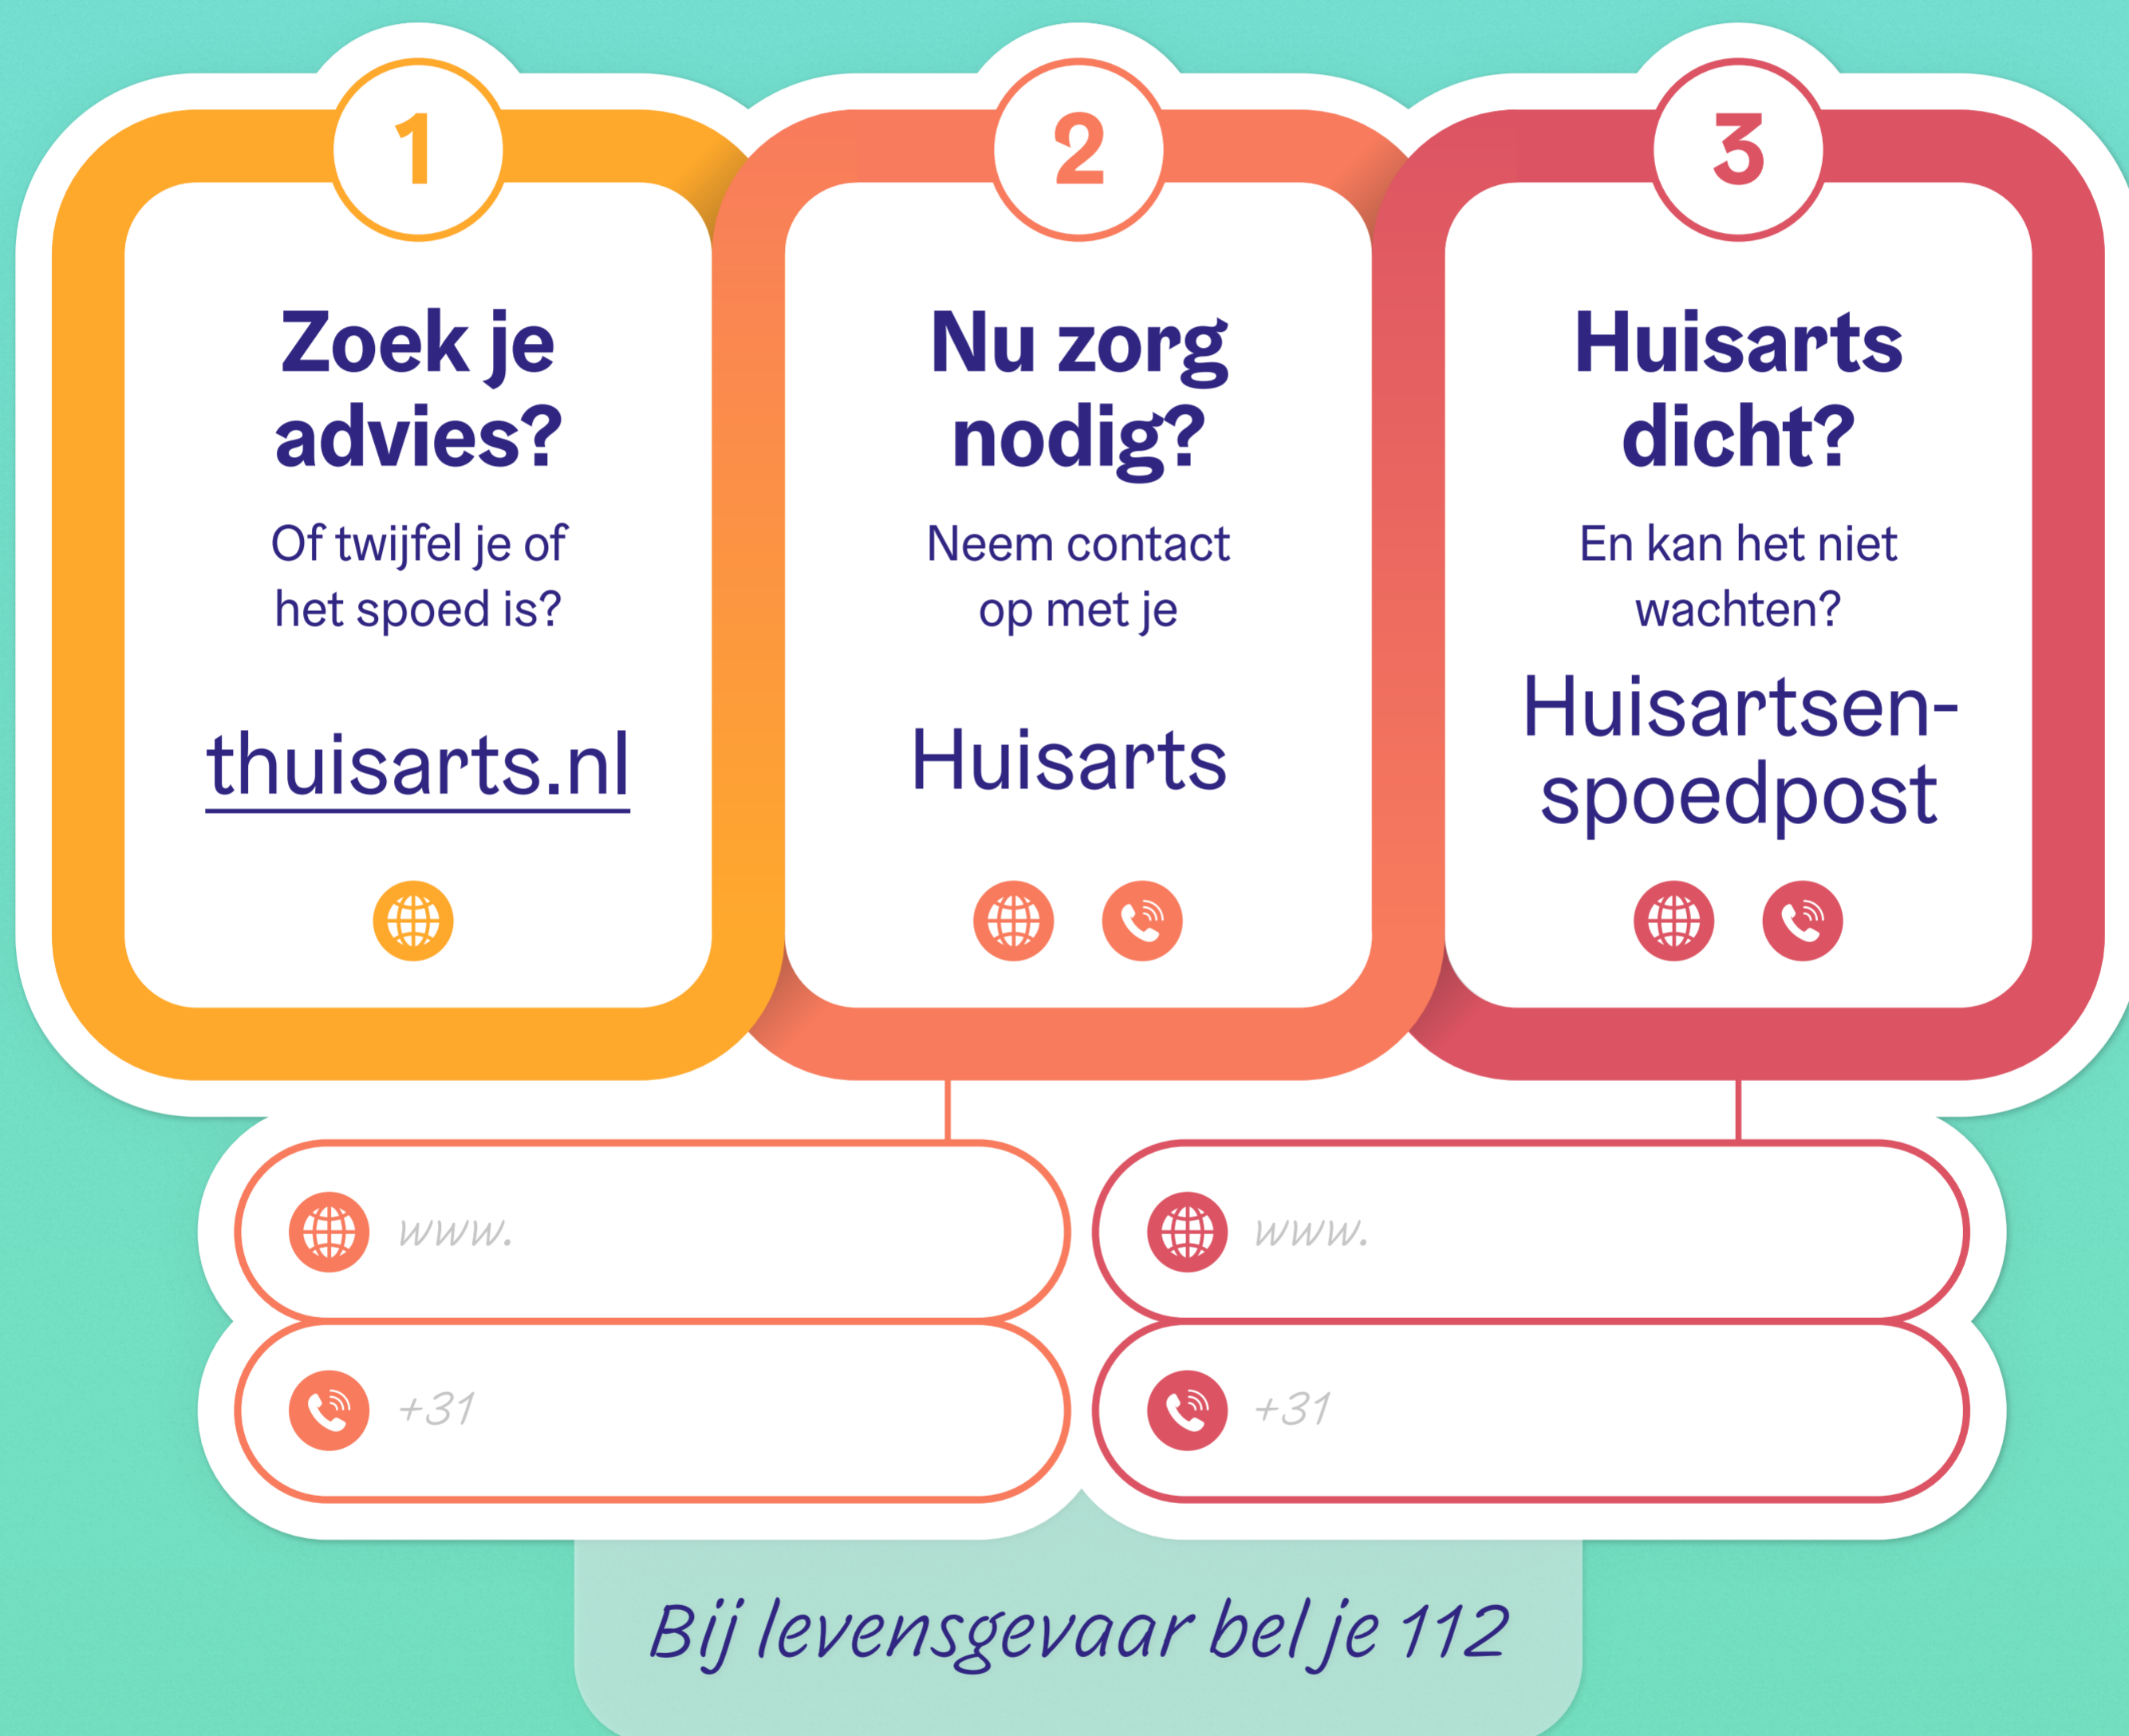 1
Zoek je
advies?
Of twijfel je of
het spoed is?
thuisarts.nl
2
Nu zorg
nodig?
Neem contact
op met je
Huisarts
3
Huisarts
dicht?
En kan het niet
wachten?
Huisartsen-
spoedpost
www.
+31
www.
+31
Bij levensgevaar bel je 112